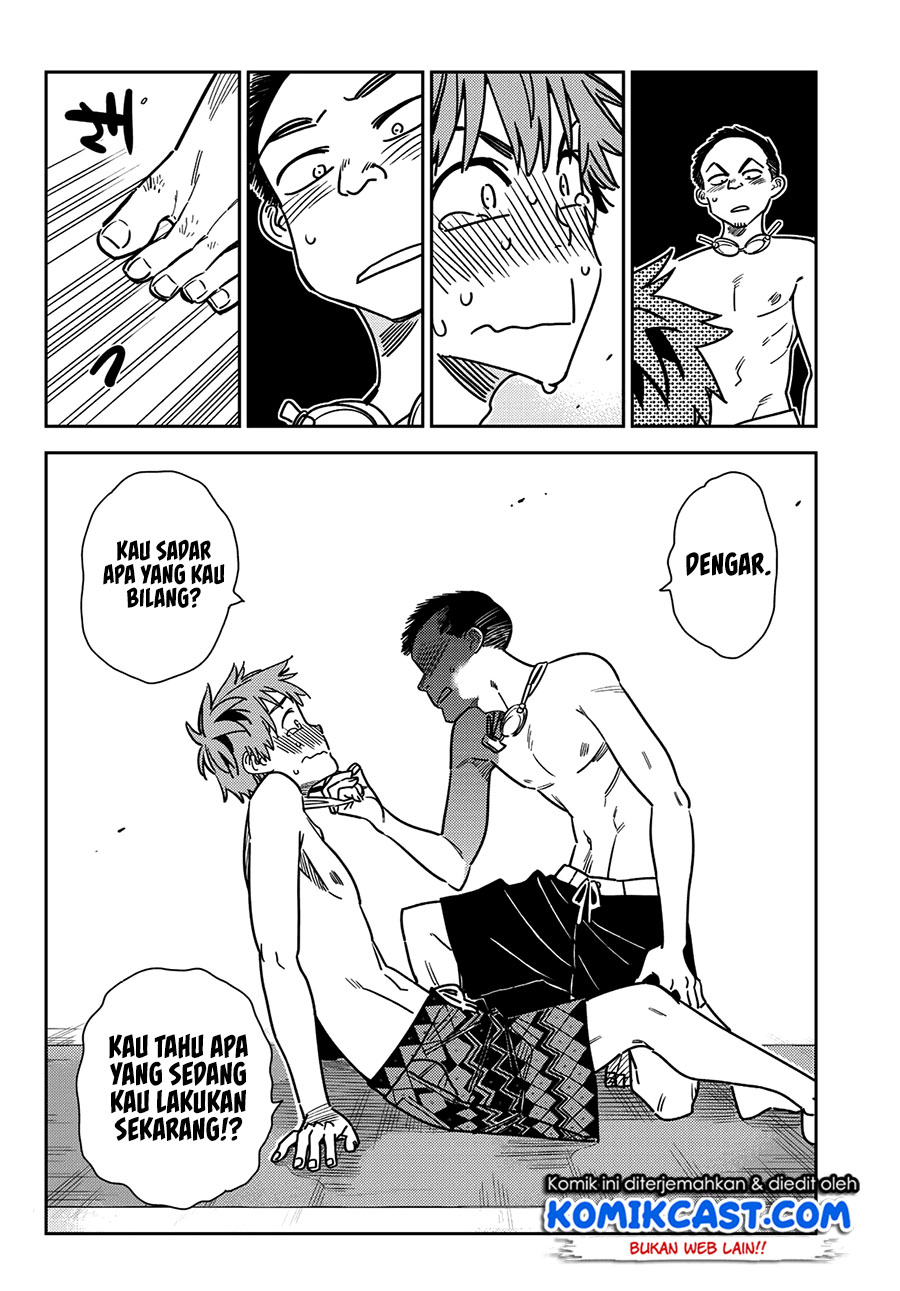 DENGAR.
KAU SADAR
APA YANG KAU
BILANG?
KAU TAHU APA
YANG SEDANG
KAU LAKUKAN
SEKARANG!?
Komik ini diterjemahkan & diedit oleh
KOMIKCAST.COM
BUKAN WEB LAIN!!